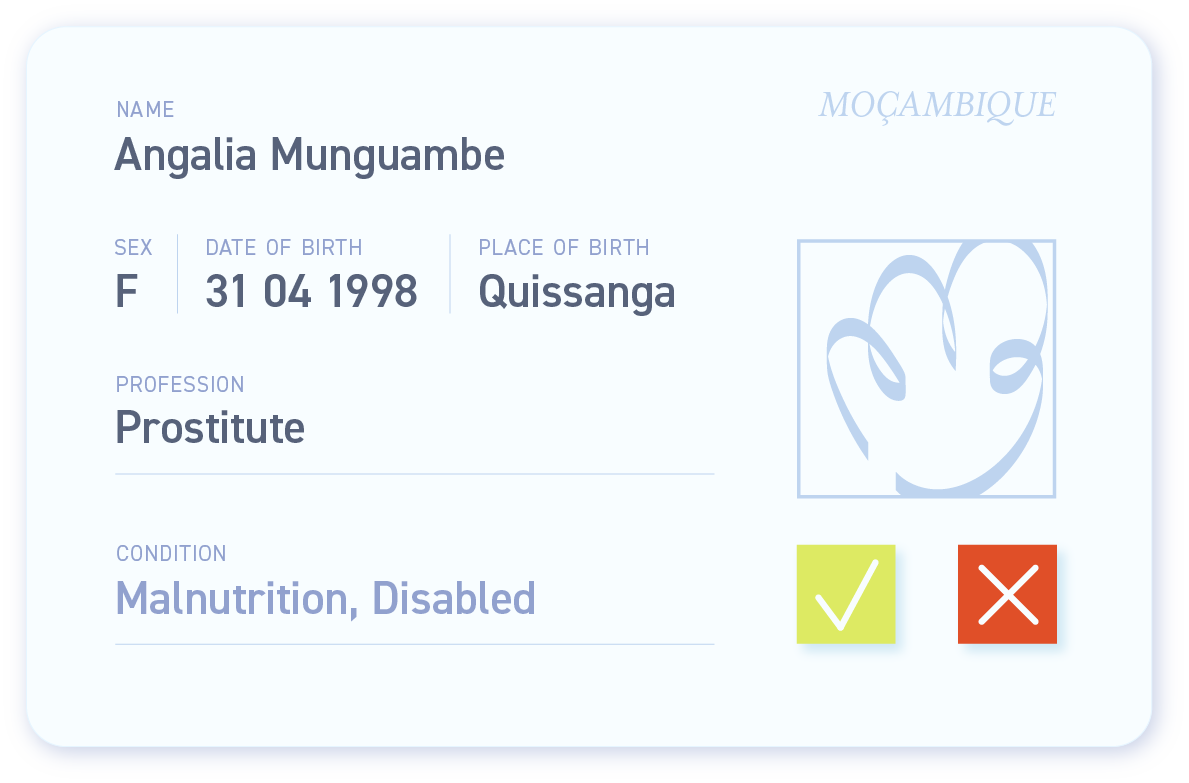 MOÇAMBIQUE
NAME
Angalia Munguambe
SEX
F
DATE OF BIRTH
31 04 1998
PLACE OF BIRTH
Quissanga
PROFESSION
Prostitute
CONDITION
Malnutrition, Disabled